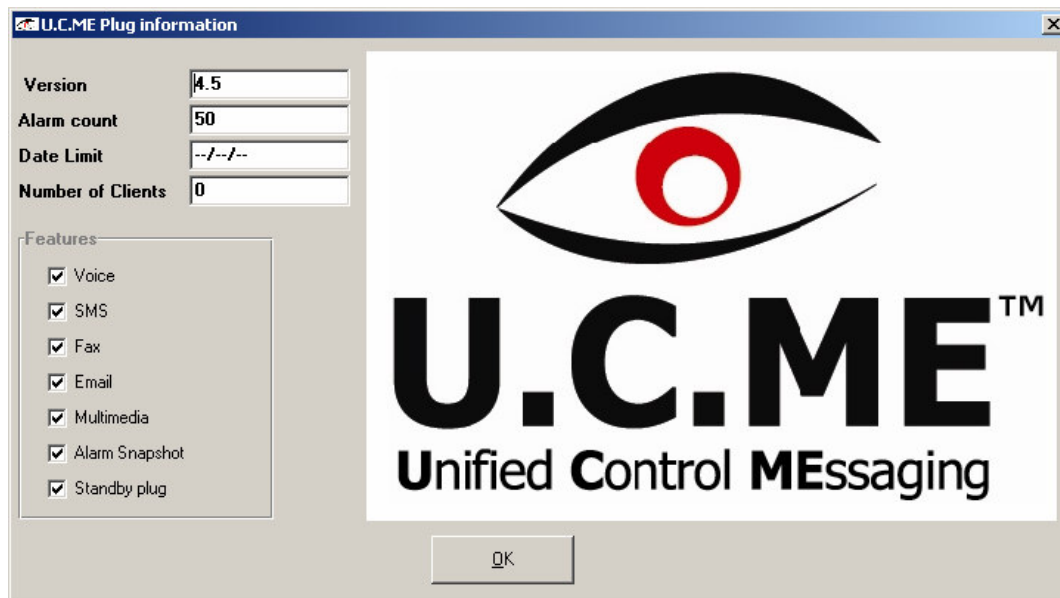 U.C.ME Plug information
Version 4.5
Alarm count 50
Date Limit --/--/--
Number of Clients 0
Features
Voice
SMS
Fax
Email
Multimedia
Alarm Snapshot
Standby plug
U.C.ME™
Unified Control MEssaging
OK